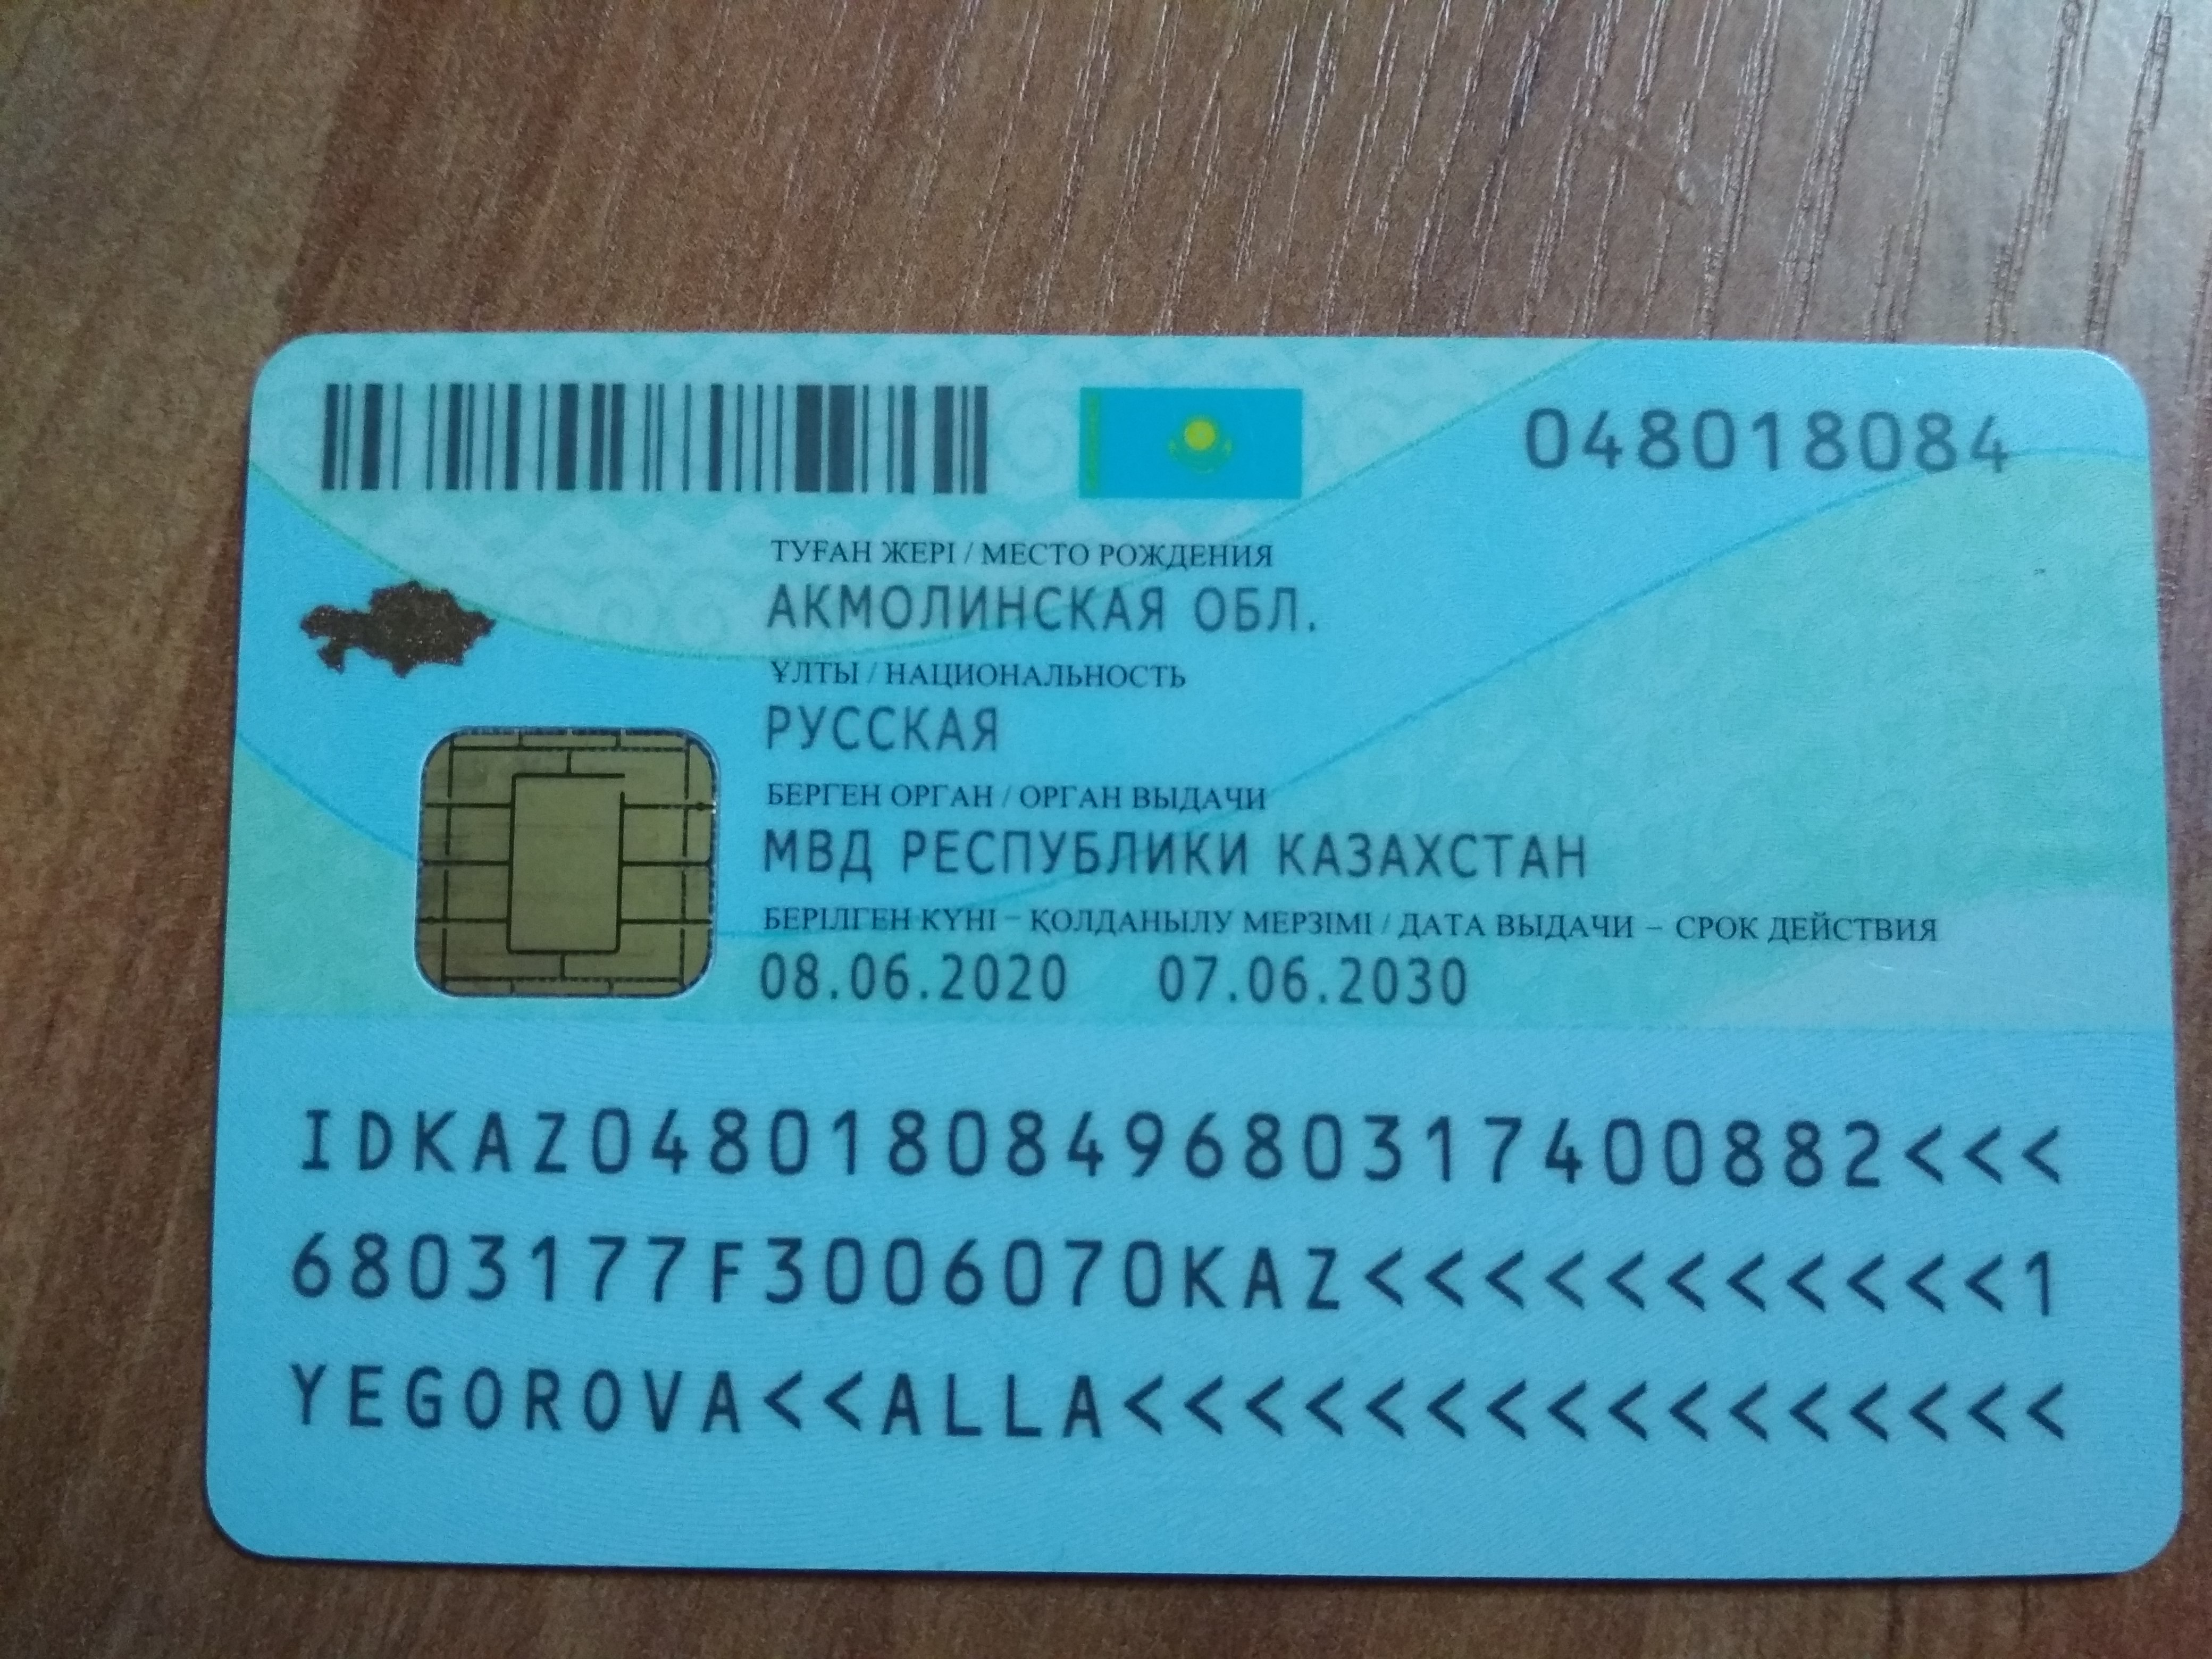 048018084
ТУҒАН ЖЕРІ / МЕСТО РОЖДЕНИЯ
АКМОЛИНСКАЯ ОБЛ.
ҰЛТЫ / НАЦИОНАЛЬНОСТЬ
РУССКАЯ
БЕРГЕН ОРГАН / ОРГАН ВЫДАЧИ
МВД РЕСПУБЛИКИ КАЗАХСТАН
БЕРІЛГЕН КҮНІ – ҚОЛДАНЫЛУ МЕРЗІМІ / ДАТА ВЫДАЧИ – СРОК ДЕЙСТВИЯ
08.06.2020 07.06.2030
IDKAZ0480180849680317400882<<<
6803177F3006070KAZ<<<<<<<<<<<1
YEGOROVA<<ALLA<<<<<<<<<<<<<<<<